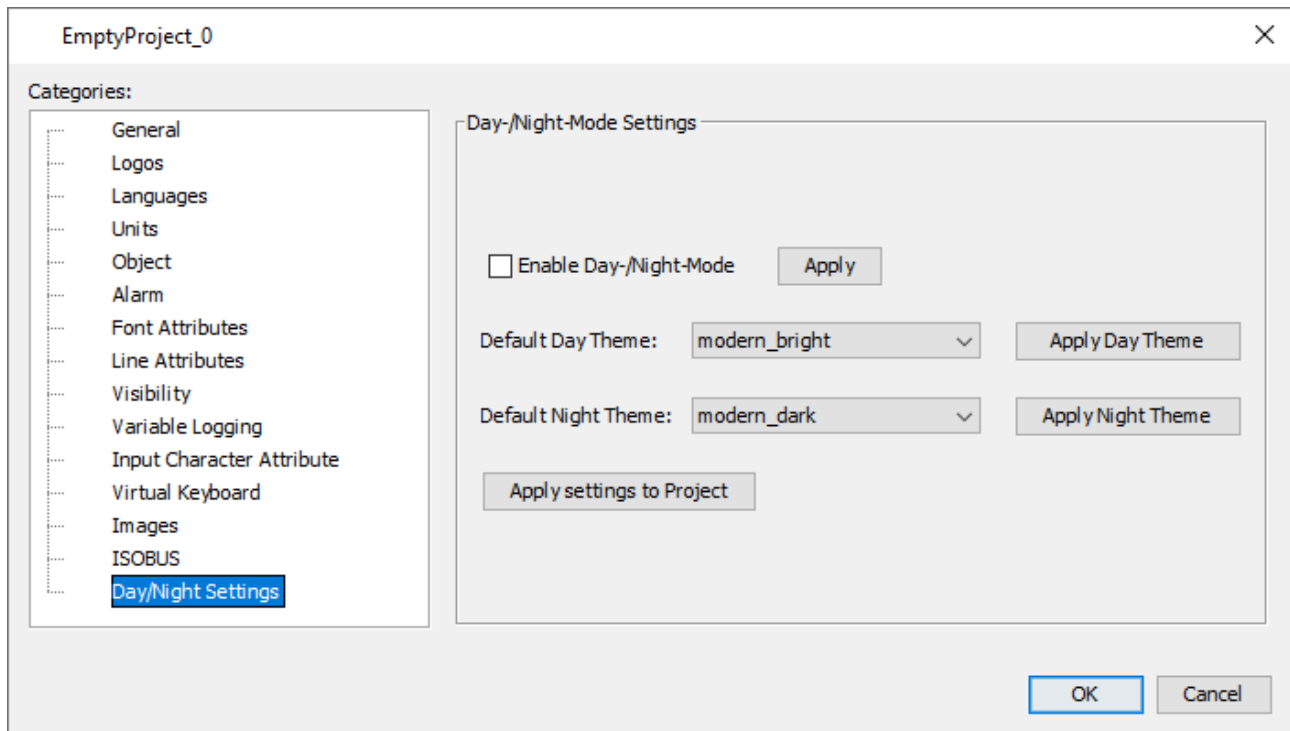 EmptyProject_0
Categories:
General
Logos
Languages
Units
Object
Alarm
Font Attributes
Line Attributes
Visibility
Variable Logging
Input Character Attribute
Virtual Keyboard
Images
ISOBUS
Day/Night Settings
Day-/Night-Mode Settings
Enable Day-/Night-Mode Apply
Default Day Theme: modern_bright Apply Day Theme
Default Night Theme: modern_dark Apply Night Theme
Apply settings to Project
OK Cancel